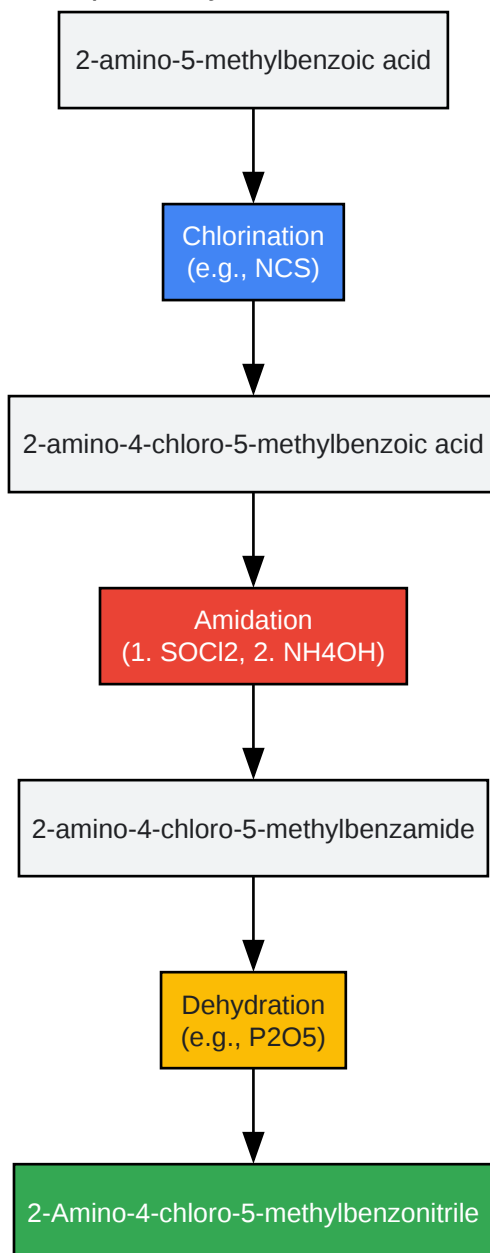 2-amino-5-methylbenzoic acid
Chlorination
(e.g., NCS)
2-amino-4-chloro-5-methylbenzoic acid
Amidation
(1. SOCl2, 2. NH4OH)
2-amino-4-chloro-5-methylbenzamide
Dehydration
(e.g., P2O5)
2-Amino-4-chloro-5-methylbenzonitrile